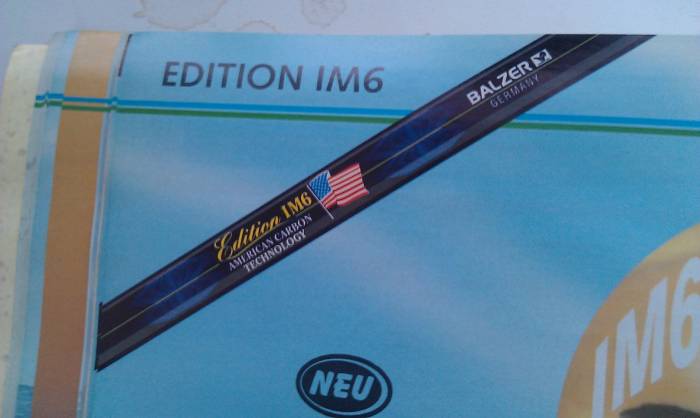 EDITION IM6
BALZER
GERMANY
Edition IM6
AMERICAN CARBON
TECHNOLOGY
NEU
IM6